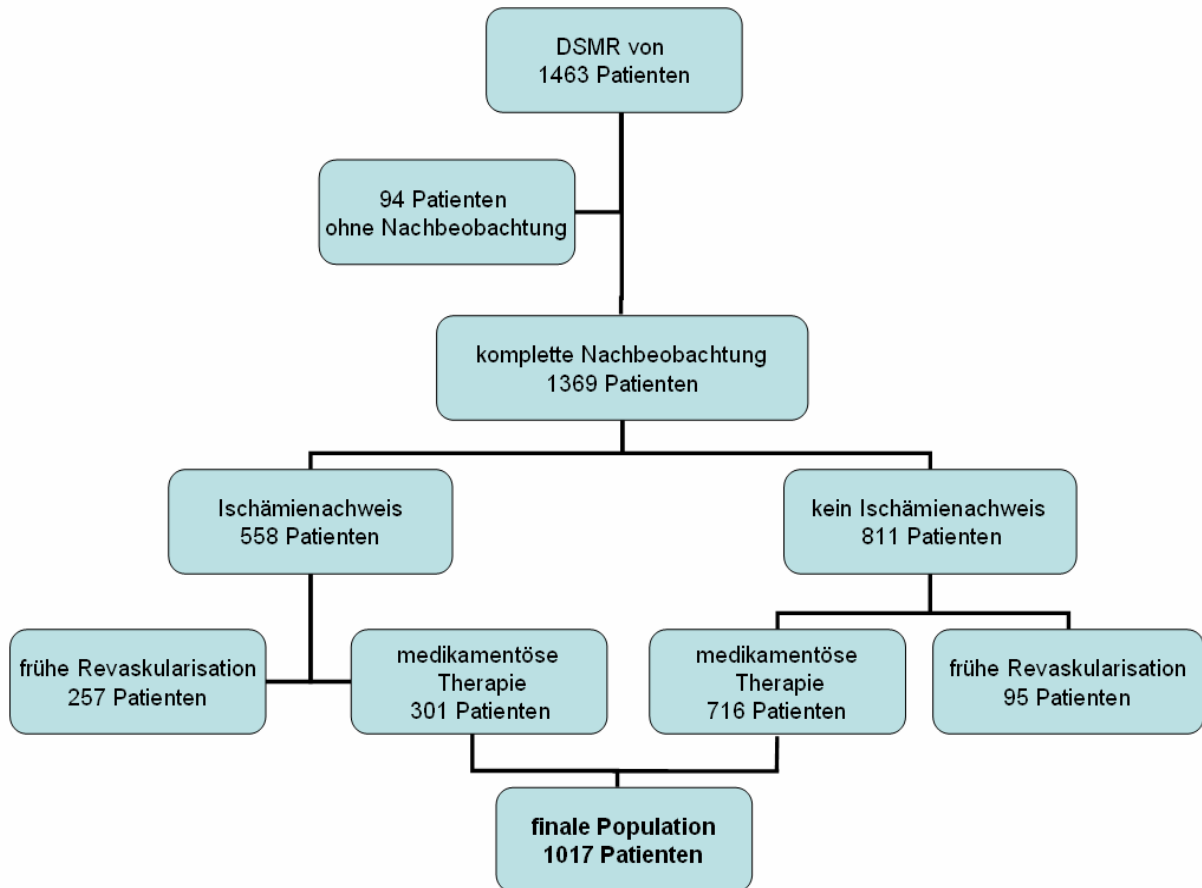 DSMR von
1463 Patienten
94 Patienten
ohne Nachbeobachtung
komplette Nachbeobachtung
1369 Patienten
Ischämienachweis
558 Patienten
kein Ischämienachweis
811 Patienten
frühe Revaskularisation
257 Patienten
medikamentöse
Therapie
301 Patienten
medikamentöse
Therapie
716 Patienten
frühe Revaskularisation
95 Patienten
finale Population
1017 Patienten